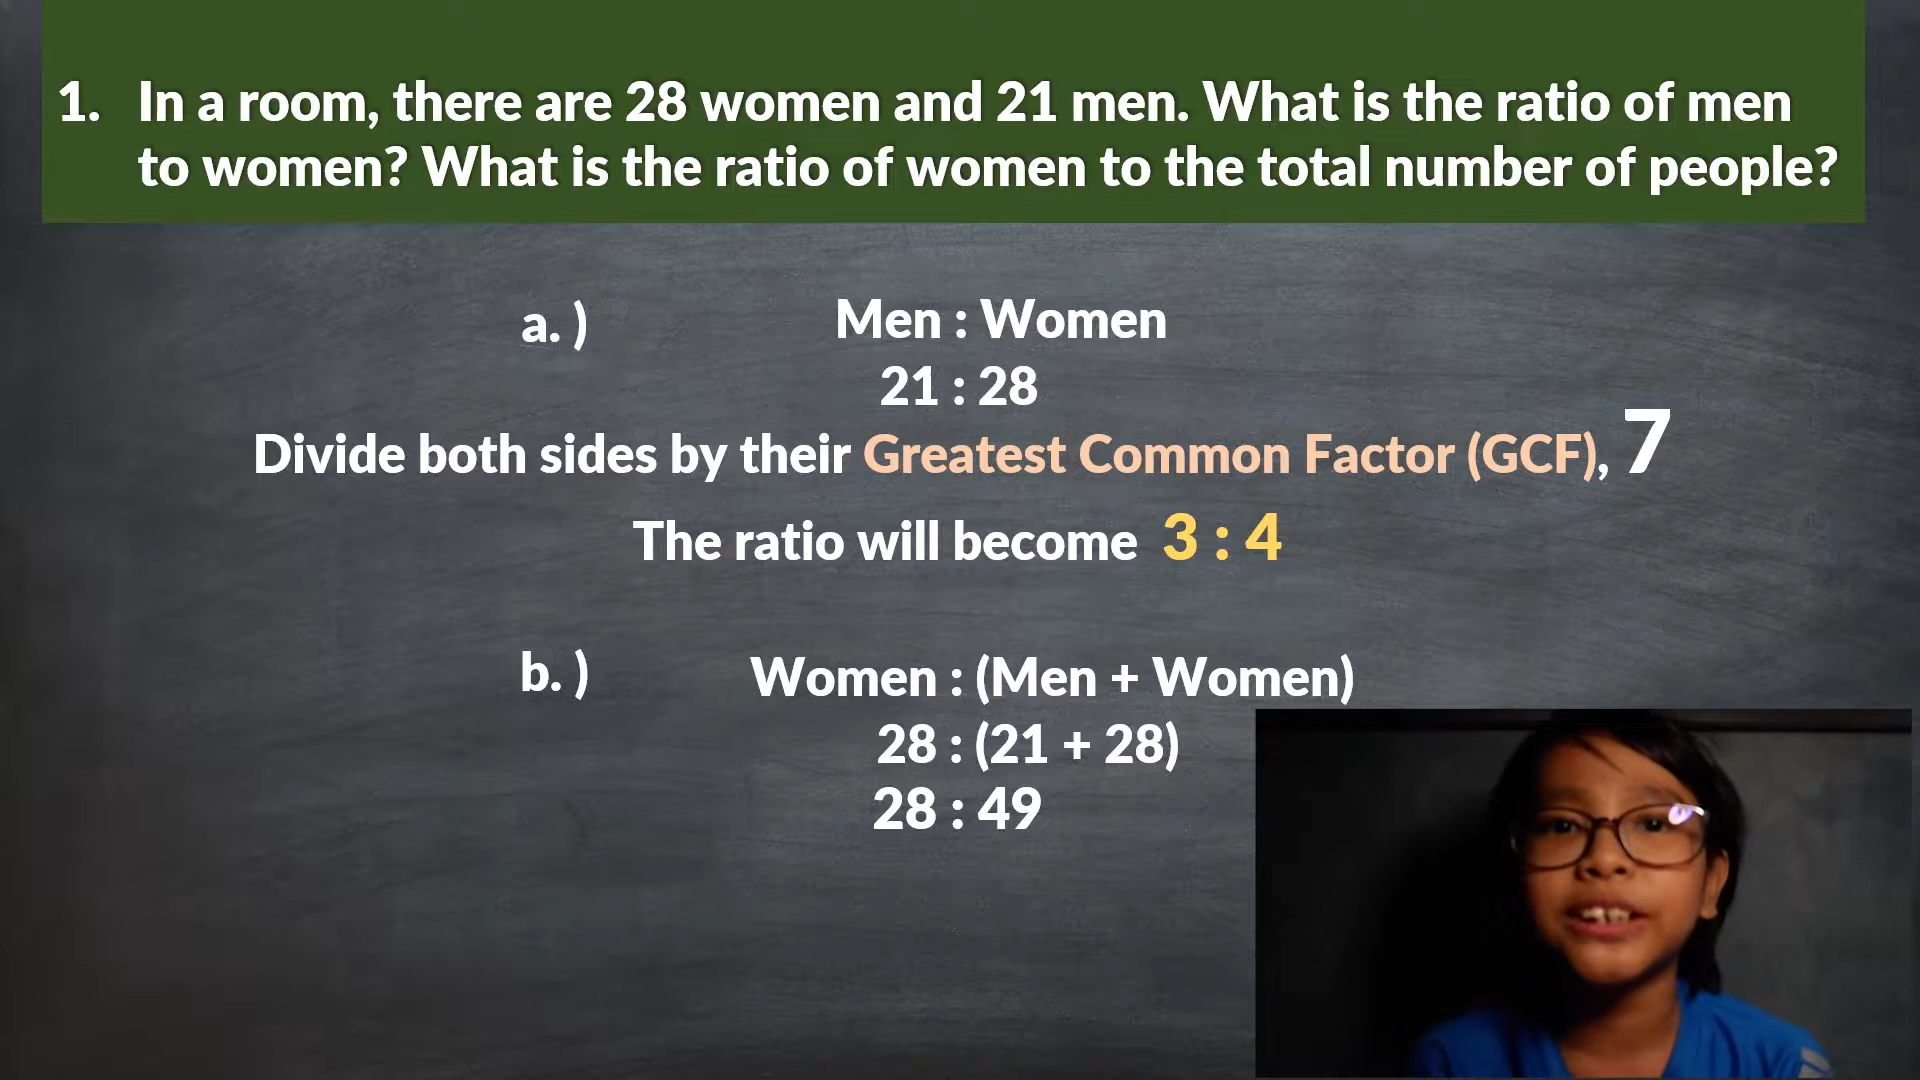 1. In a room, there are 28 women and 21 men. What is the ratio of men
to women? What is the ratio of women to the total number of people?
a. ) Men : Women
21 : 28
Divide both sides by their Greatest Common Factor (GCF), 7
The ratio will become 3 : 4
b. ) Women : (Men + Women)
28 : (21 + 28)
28 : 49